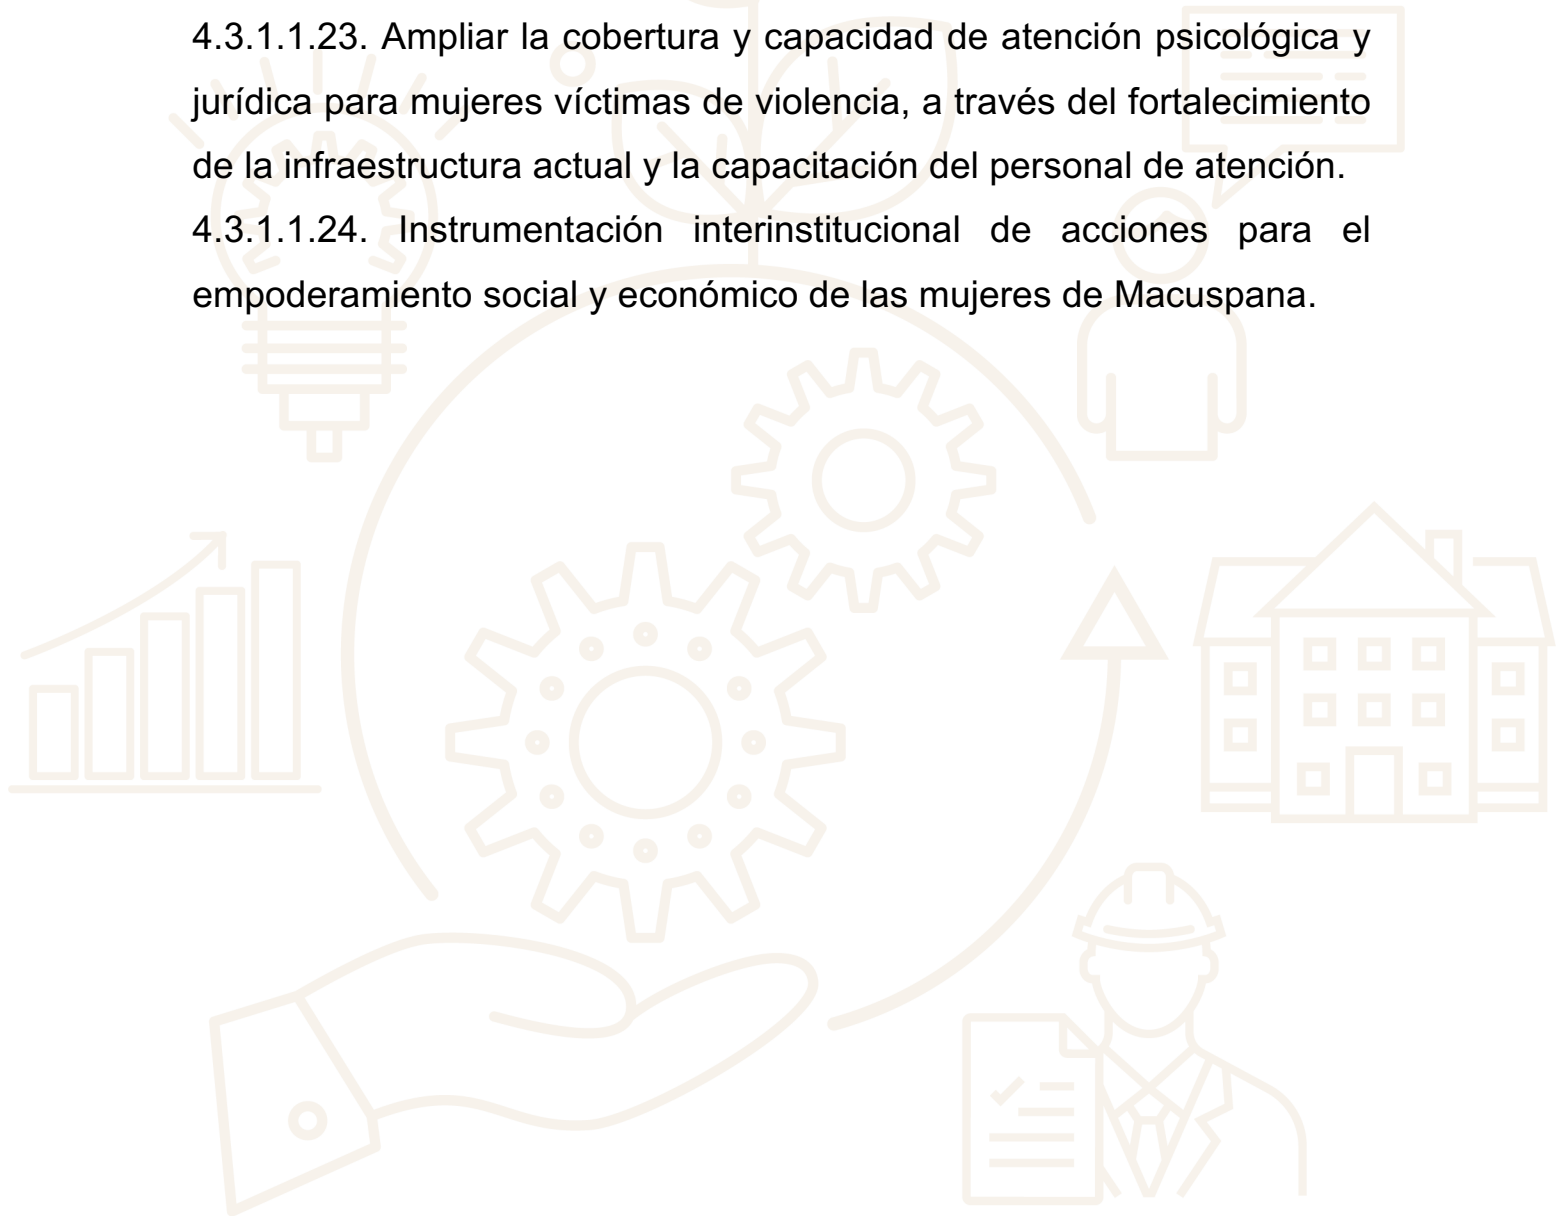 4.3.1.1.23. Ampliar la cobertura y capacidad de atención psicológica y
jurídica para mujeres víctimas de violencia, a través del fortalecimiento
de la infraestructura actual y la capacitación del personal de atención.
4.3.1.1.24. Instrumentación interinstitucional de acciones para el
empoderamiento social y económico de las mujeres de Macuspana.